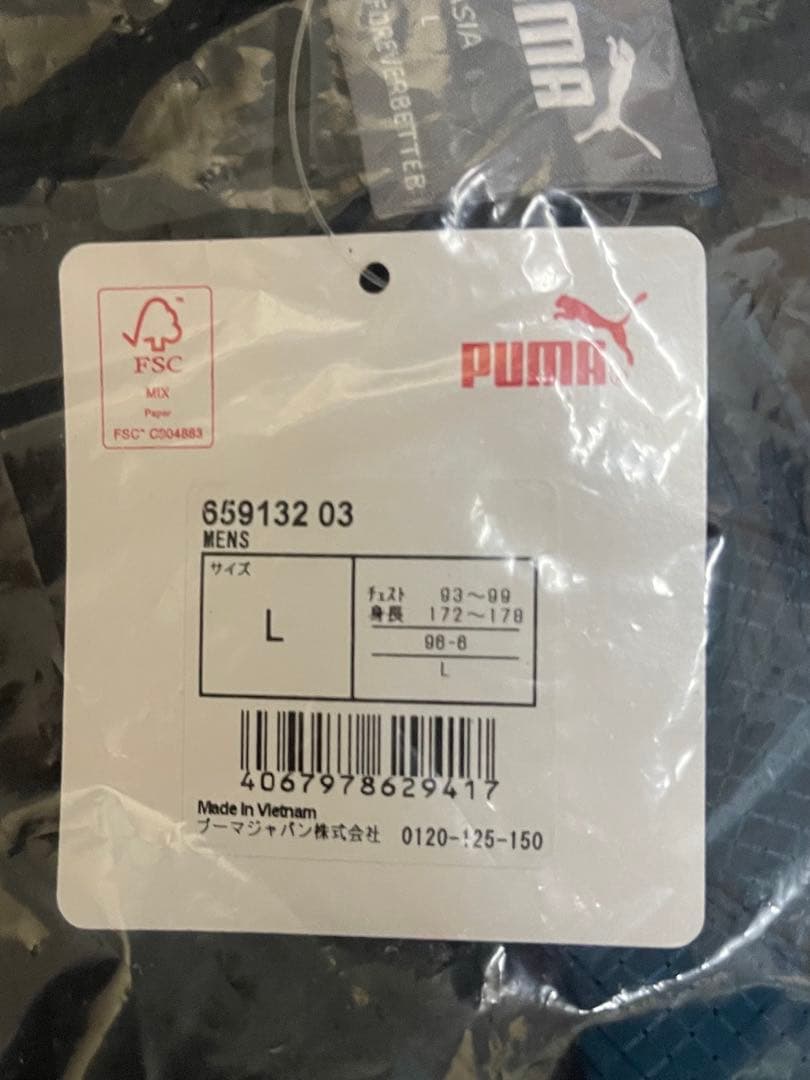 UMA
ASIA
L
FOREVERBETTER
FSC
MIX
Paper
FSC® C004883
PUMA
659132 03
MENS
サイズ
L
チェスト 93～99
身長 172～178
96-6
L
4067978629417
Made in Vietnam
プーマジャパン株式会社 0120-125-150